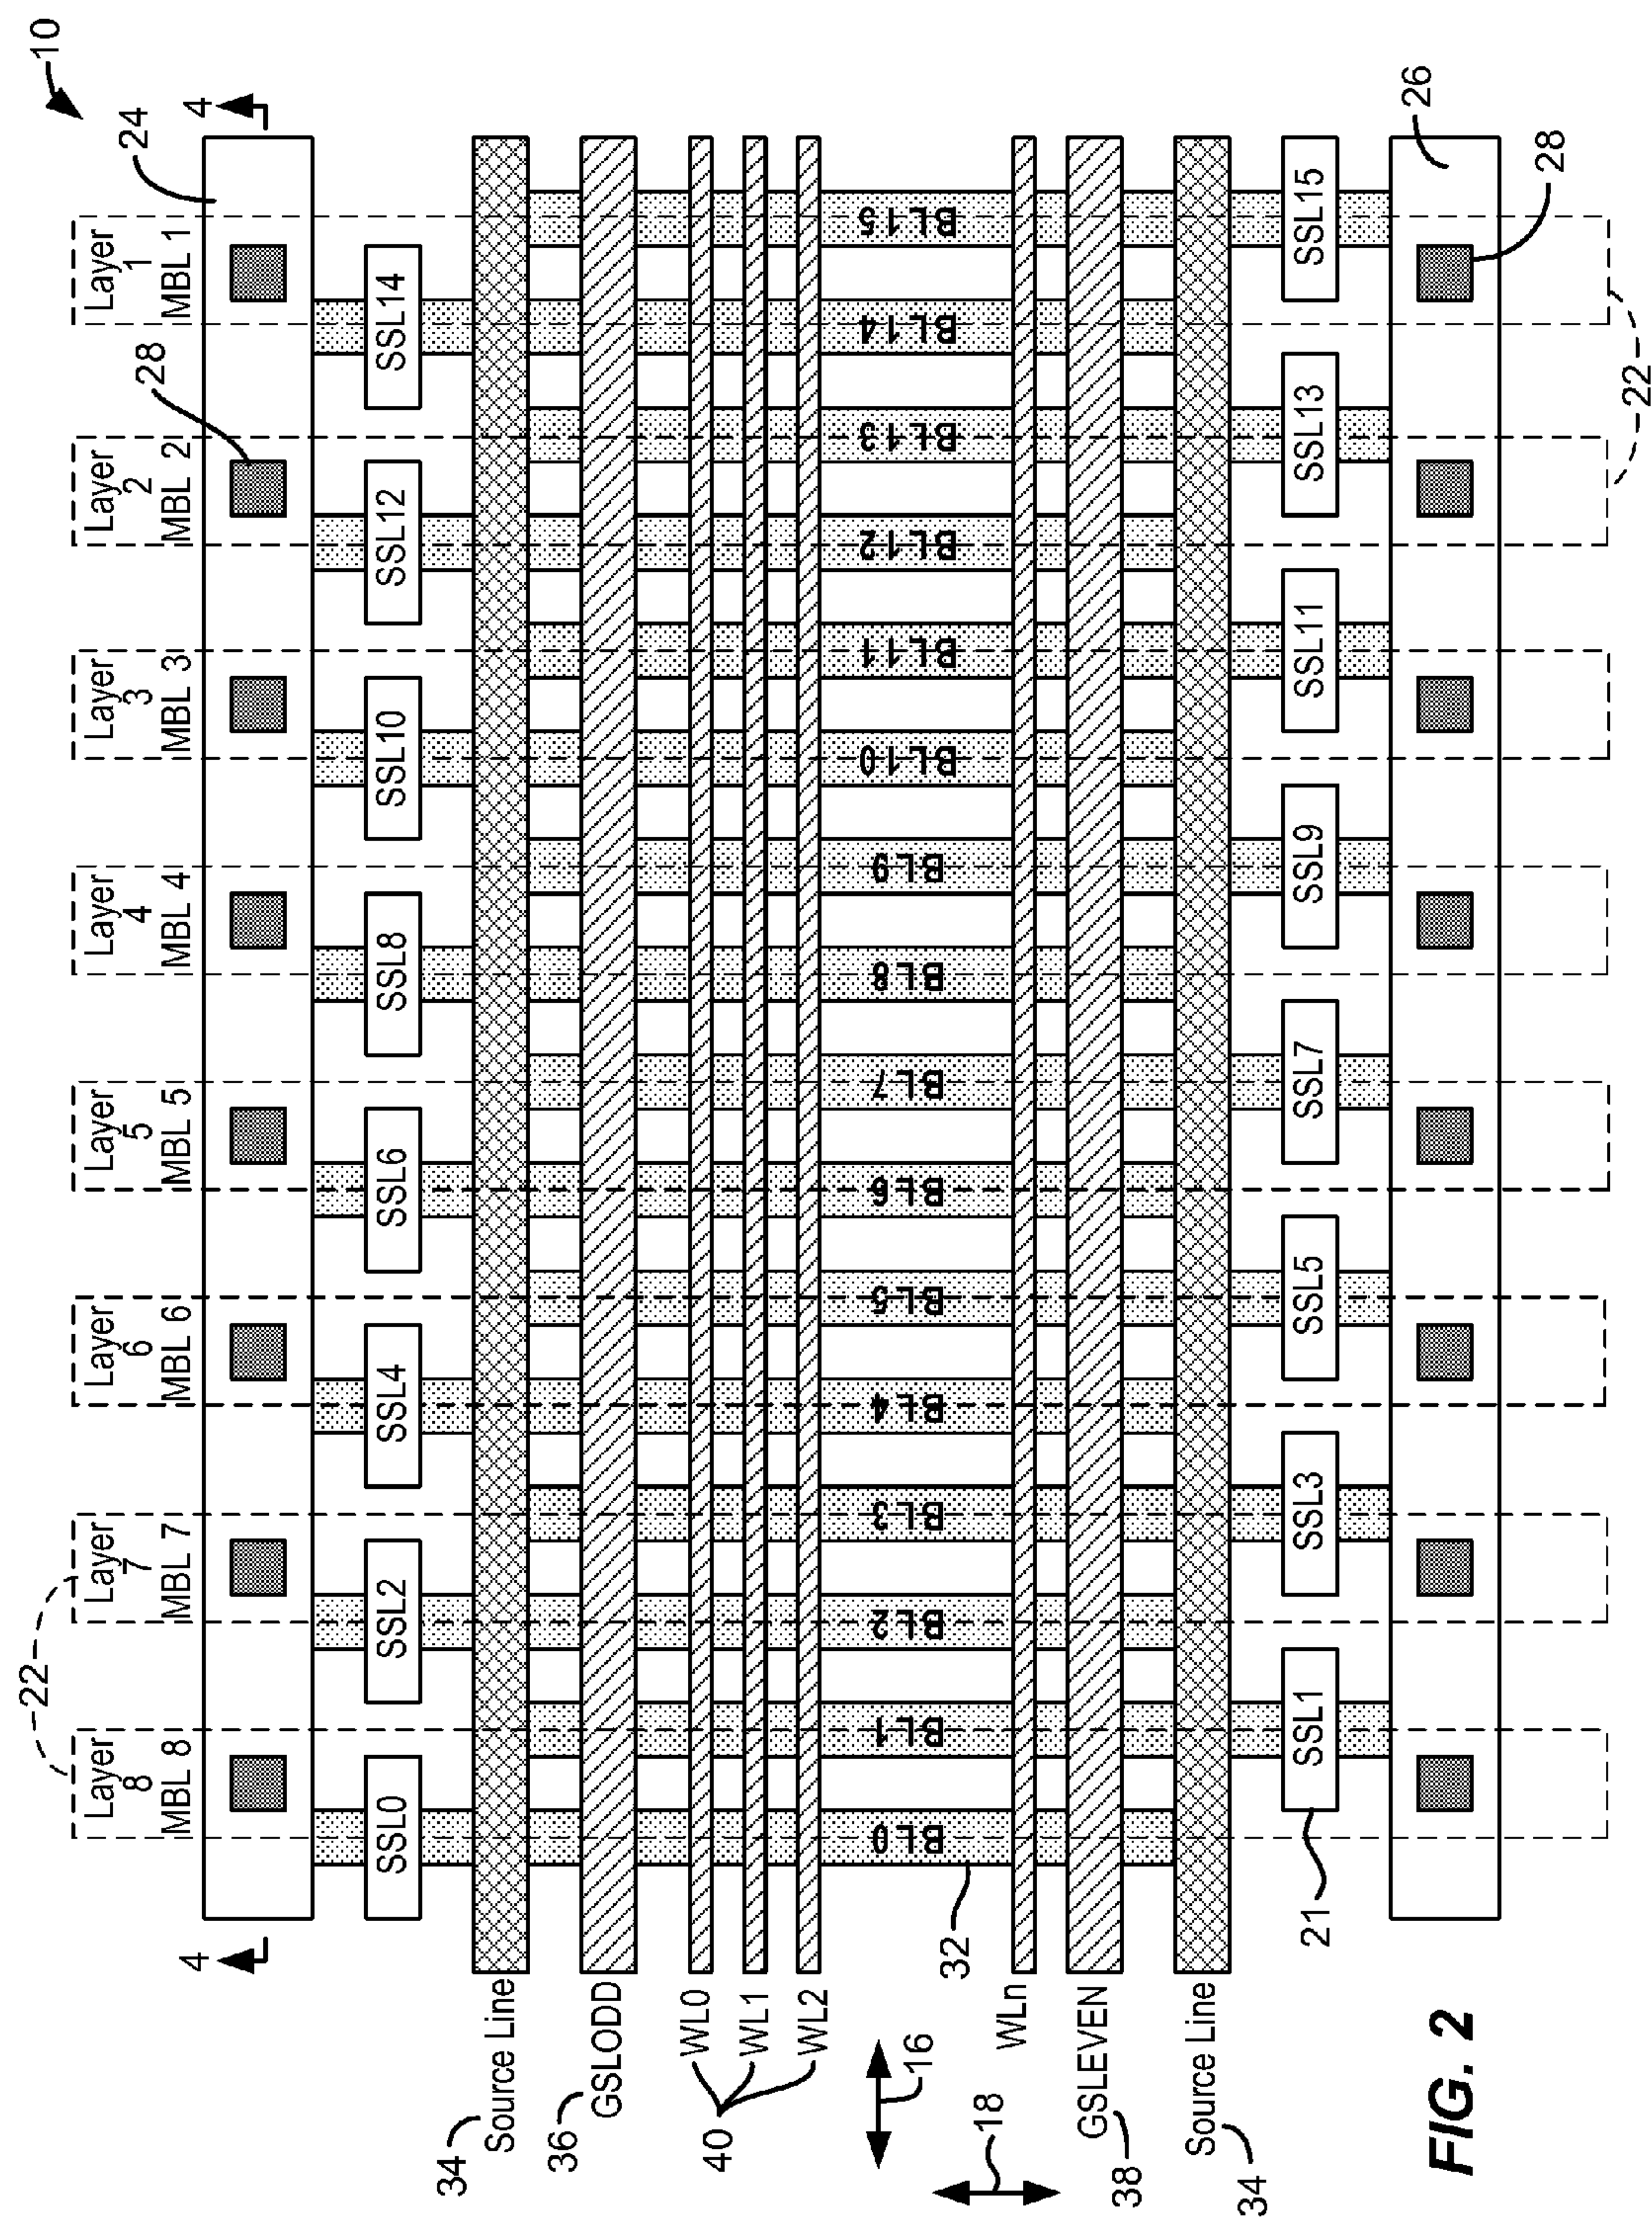 10
4
24
4
22
22
28
28
26
Layer
8
MBL 8
Layer
7
MBL 7
Layer
6
MBL 6
Layer
5
MBL 5
Layer
4
MBL 4
Layer
3
MBL 3
Layer
2
MBL 2
Layer
1
MBL 1
SSL0
SSL2
SSL4
SSL6
SSL8
SSL10
SSL12
SSL14
34
Source Line
36
GSLODD
40
WL0
WL1
WL2
BL0
BL1
BL2
BL3
BL4
BL5
BL6
BL7
BL8
BL9
BL10
BL11
BL12
BL13
BL14
BL15
16
18
32
WLn
38
GSLEVEN
34
Source Line
21
SSL1
SSL3
SSL5
SSL7
SSL9
SSL11
SSL13
SSL15
22
FIG. 2